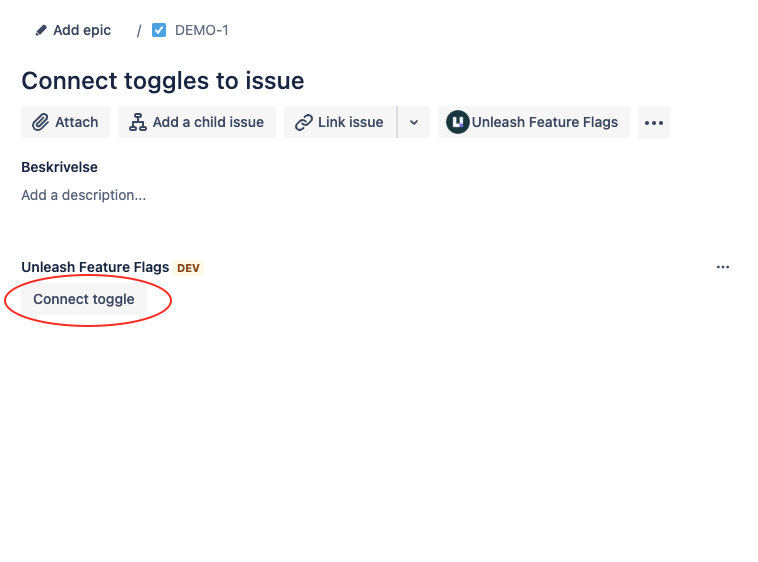 Add epic / DEMO-1
Connect toggles to issue
Attach Add a child issue Link issue Unleash Feature Flags
Beskrivelse
Add a description...
Unleash Feature Flags DEV
Connect toggle